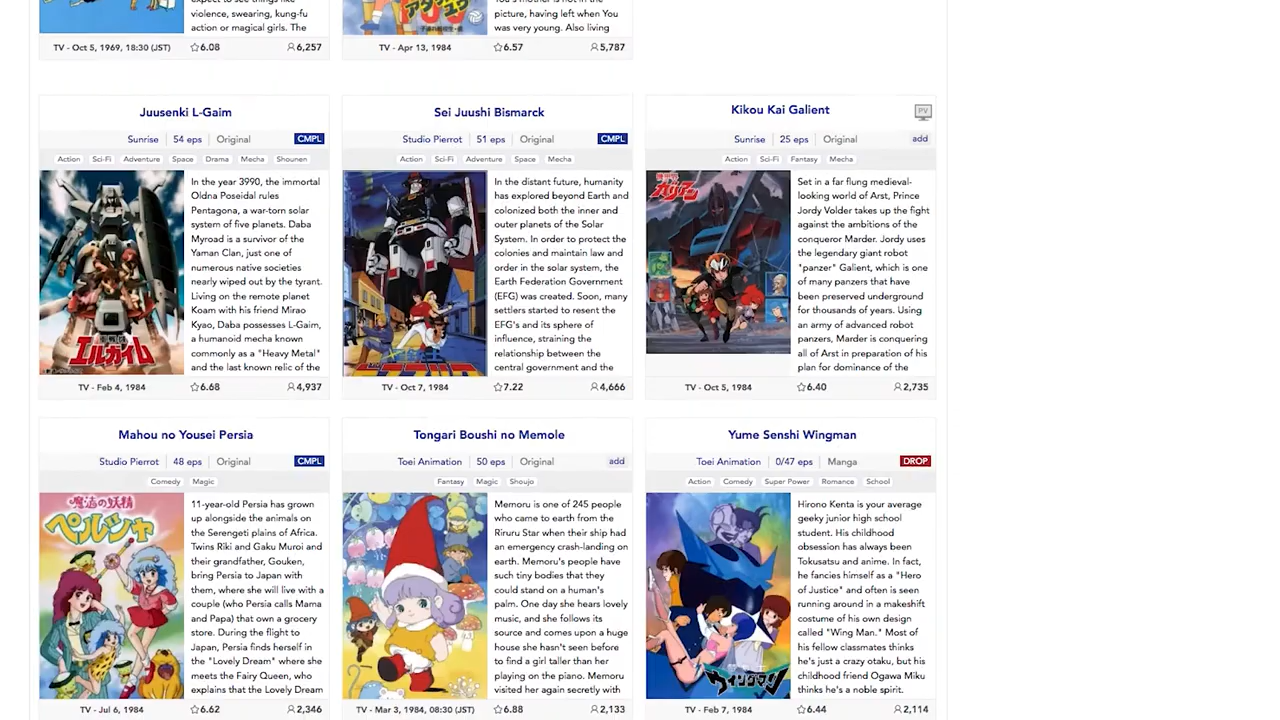 expect to see things like
violence, swearing, kung-fu
action or magical girls. The
TV - Oct 5, 1969, 18:30 (JST) 6.08 6,257
picture, having left when You
was very young. Also living
TV - Apr 13, 1984 6.57 5,787
Juusenki L-Gaim
Sunrise 54 eps Original CMPL
Action Sci-Fi Adventure Space Drama Mecha Shounen
In the year 3990, the immortal
Oldna Poseidal rules
Pentagona, a war-torn solar
system of five planets. Daba
Myroad is a survivor of the
Yaman Clan, just one of
numerous native societies
nearly wiped out by the tyrant.
Living on the remote planet
Koam with his friend Mirao
Kyao, Daba possesses L-Gaim,
a humanoid mecha known
commonly as a "Heavy Metal"
and the last known relic of the
エルガイム
TV - Feb 4, 1984 6.68 4,937
Sei Juushi Bismarck
Studio Pierrot 51 eps Original CMPL
Action Sci-Fi Adventure Space Mecha
In the distant future, humanity
has explored beyond Earth and
colonized both the inner and
outer planets of the Solar
System. In order to protect the
colonies and maintain law and
order in the solar system, the
Earth Federation Government
(EFG) was created. Soon, many
settlers started to resent the
EFG's and its sphere of
influence, straining the
relationship between the
central government and the
TV - Oct 7, 1984 7.22 4,666
Kikou Kai Galient
PV
Sunrise 25 eps Original add
Action Sci-Fi Fantasy Mecha
ガリアン
Set in a far flung medieval-
looking world of Arst, Prince
Jordy Volder takes up the fight
against the ambitions of the
conqueror Marder. Jordy uses
the legendary giant robot
"panzer" Galient, which is one
of many panzers that have
been preserved underground
for thousands of years. Using
an army of advanced robot
panzers, Marder is conquering
all of Arst in preparation of his
plan for dominance of the
TV - Oct 5, 1984 6.40 2,735
Mahou no Yousei Persia
Studio Pierrot 48 eps Original CMPL
Comedy Magic
魔法の妖精
ペルシャ
11-year-old Persia has grown
up alongside the animals on
the Serengeti plains of Africa.
Twins Riki and Gaku Muroi and
their grandfather, Gouken,
bring Persia to Japan with
them, where she will live with a
couple (who Persia calls Mama
and Papa) that own a grocery
store. During the flight to
Japan, Persia finds herself in
the "Lovely Dream" where she
meets the Fairy Queen, who
explains that the Lovely Dream
TV - Jul 6, 1984 6.62 2,346
Tongari Boushi no Memole
Toei Animation 50 eps Original add
Fantasy Magic Shoujo
Memoru is one of 245 people
who came to earth from the
Riruru Star when their ship had
an emergency crash-landing on
earth. Memoru's people have
such tiny bodies that they
could stand on a human's
palm. One day she hears lovely
music, and she follows its
source and comes upon a huge
house she hasn't seen before
to find a girl taller than her
playing on the piano. Memoru
visited her again secretly with
TV - Mar 3, 1984, 08:30 (JST) 6.88 2,133
Yume Senshi Wingman
Toei Animation 0/47 eps Manga DROP
Action Comedy Super Power Romance School
Hirono Kenta is your average
geeky junior high school
student. His childhood
obsession has always been
Tokusatsu and anime. In fact,
he fancies himself as a "Hero
of Justice" and often is seen
running around in a makeshift
costume of his own design
called "Wing Man." Most of
his fellow classmates thinks
he's just a crazy otaku, but his
childhood friend Ogawa Miku
thinks he's a noble spirit.
ウイングマン
TV - Feb 7, 1984 6.44 2,114